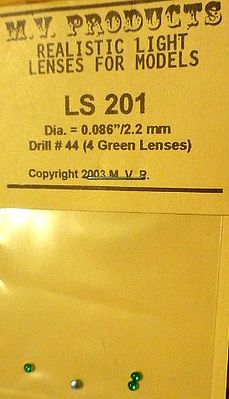 M.V. PRODUCTS
REALISTIC LIGHT
LENSES FOR MODELS
LS 201
Dia. = 0.086”/2.2 mm
Drill # 44 (4 Green Lenses)
Copyright 2003 M. V. P.